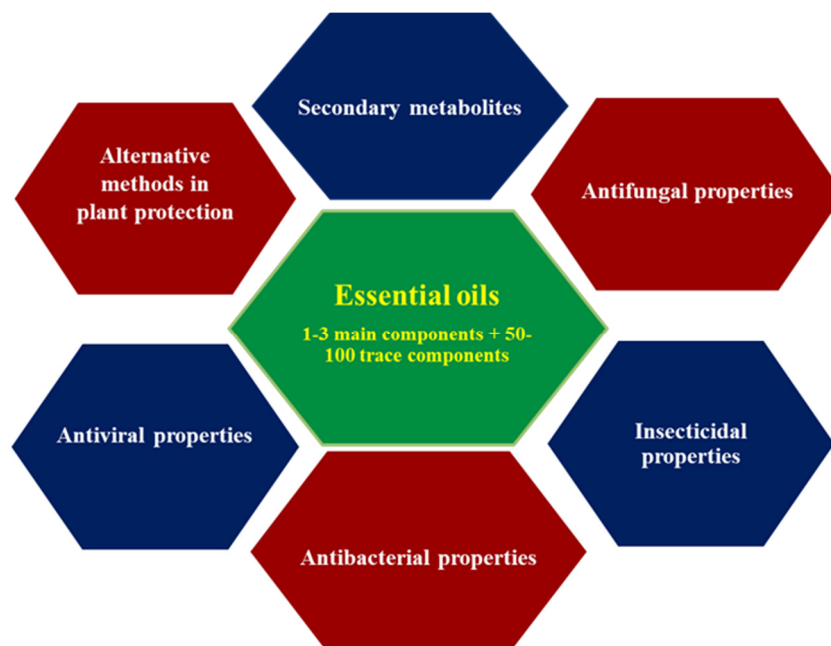 Secondary metabolites
Alternative
methods in
plant protection
Antifungal properties
Essential oils
1-3 main components + 50-
100 trace components
Antiviral properties
Insecticidal
properties
Antibacterial properties